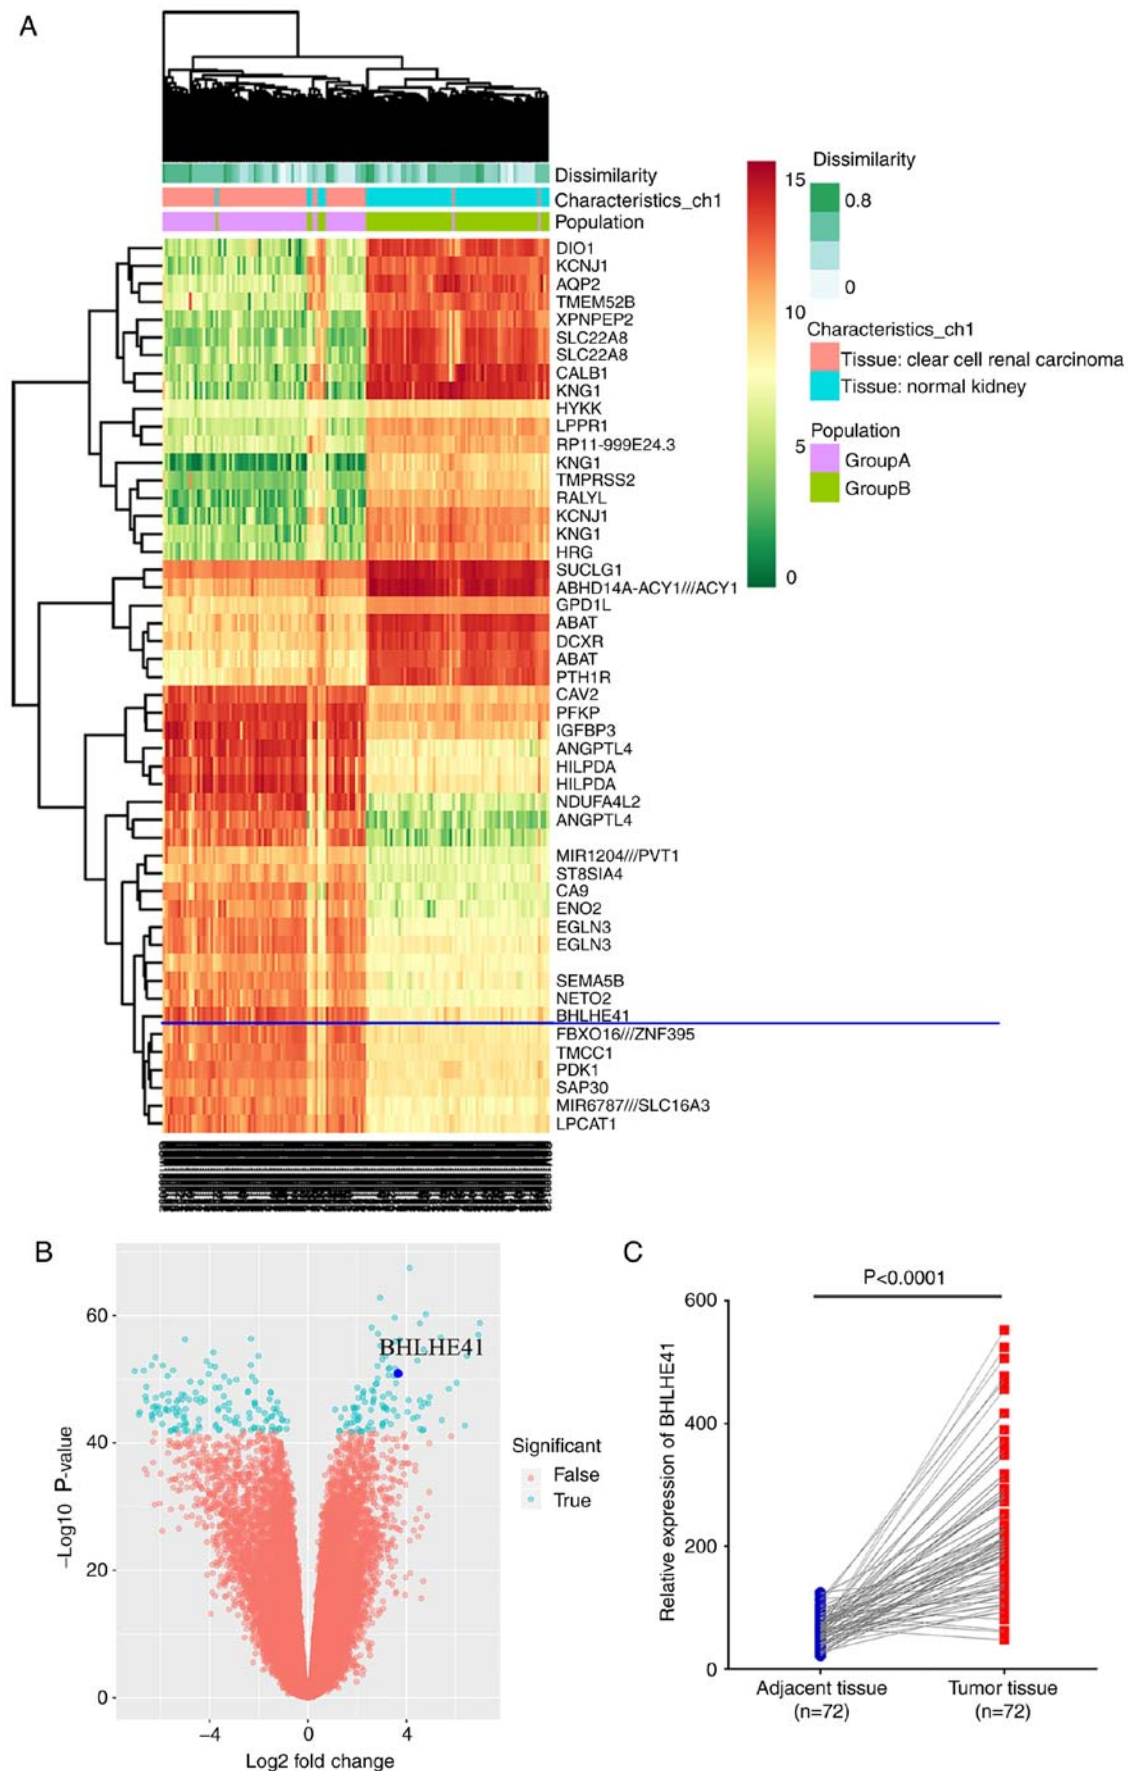 A
Dissimilarity
Characteristics_ch1
Population
DIO1
KCNJ1
AQP2
TMEM52B
XPNPEP2
SLC22A8
SLC22A8
CALB1
KNG1
HYKK
LPPR1
RP11-999E24.3
KNG1
TMPRSS2
RALYL
KCNJ1
KNG1
HRG
SUCLG1
ABHD14A-ACY1///ACY1
GPD1L
ABAT
DCXR
ABAT
PTH1R
CAV2
PFKP
IGFBP3
ANGPTL4
HILPDA
HILPDA
NDUFA4L2
ANGPTL4
MIR1204///PVT1
ST8SIA4
CA9
ENO2
EGLN3
EGLN3
SEMA5B
NETO2
BHLHE41
FBXO16///ZNF395
TMCC1
PDK1
SAP30
MIR6787///SLC16A3
LPCAT1
15
10
5
0
Dissimilarity
0.8
0
Characteristics_ch1
Tissue: clear cell renal carcinoma
Tissue: normal kidney
Population
GroupA
GroupB
B
60
40
20
0
−Log10 P-value
BHLHE41
−4
0
4
Log2 fold change
Significant
False
True
C
P<0.0001
600
400
200
0
Relative expression of BHLHE41
Adjacent tissue
(n=72)
Tumor tissue
(n=72)